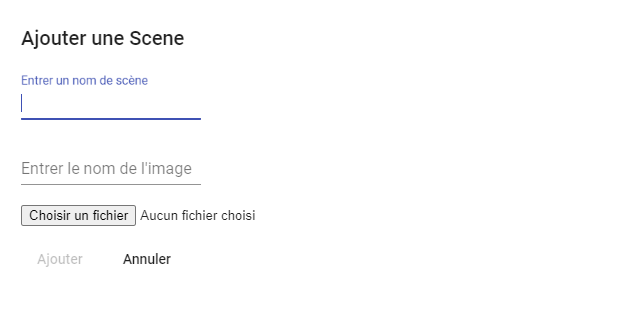 Ajouter une Scene
Entrer un nom de scène
Entrer le nom de l'image
Choisir un fichier Aucun fichier choisi
Ajouter Annuler